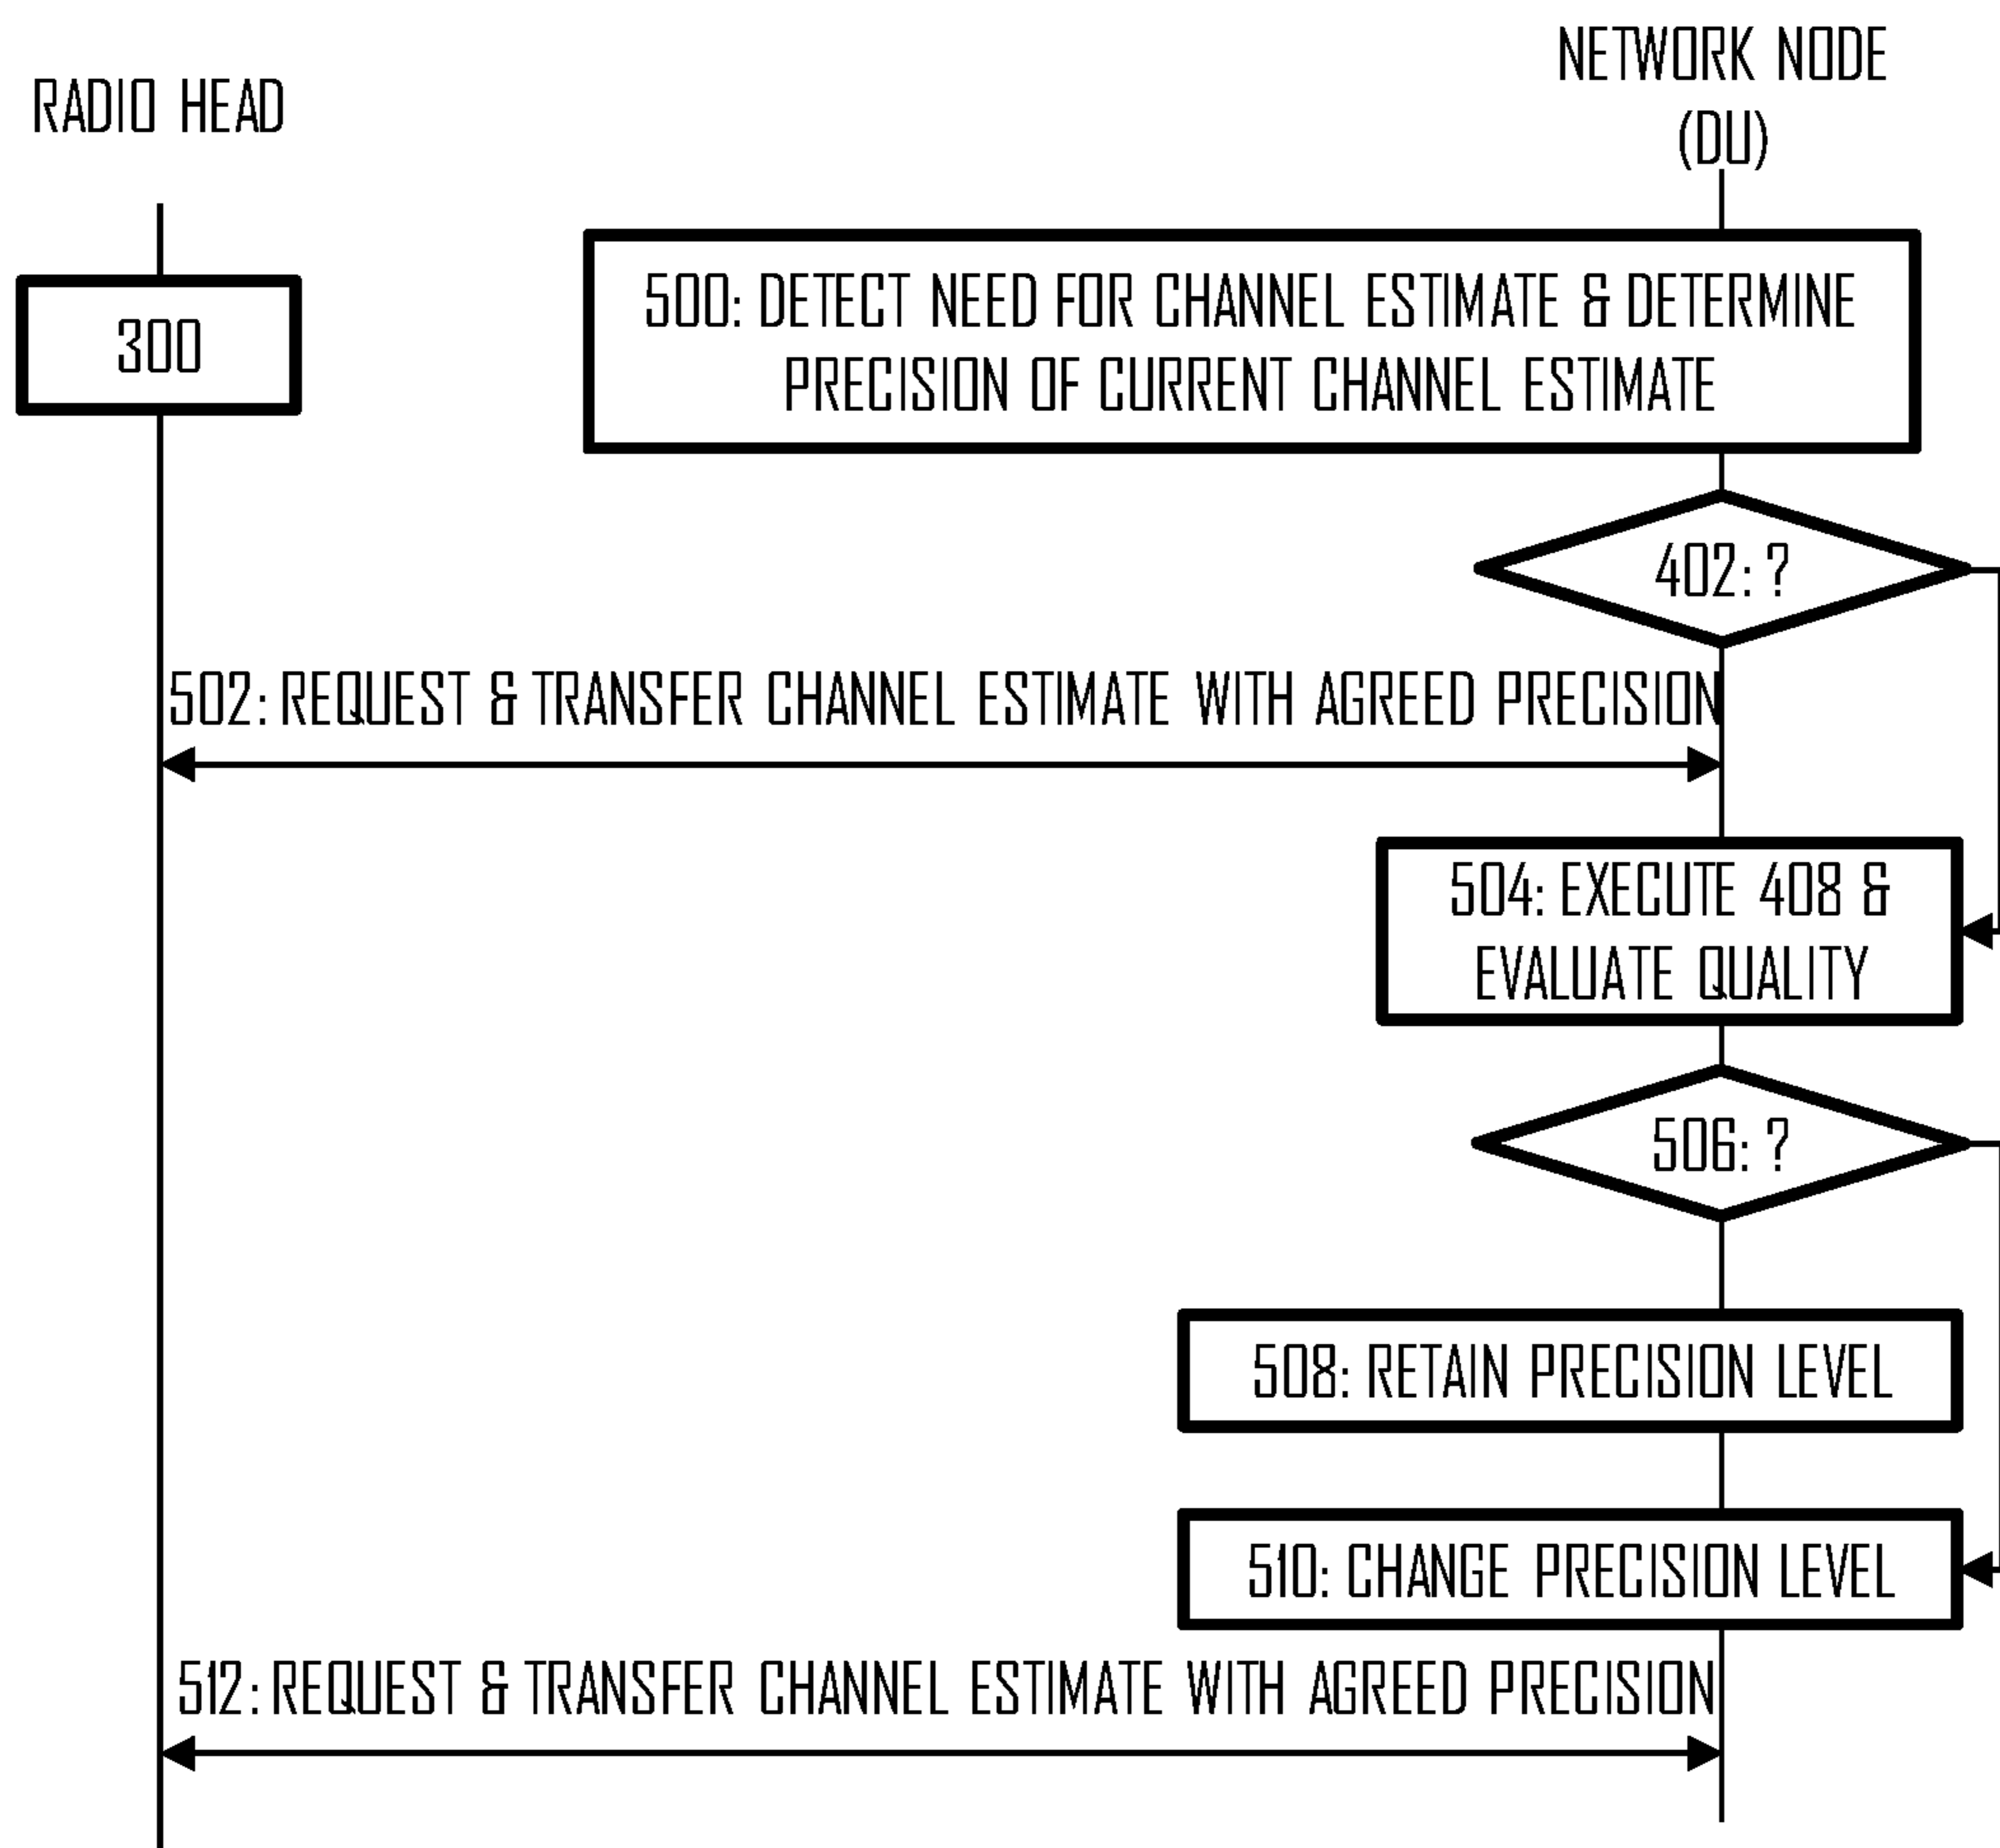 RADIO HEAD
NETWORK NODE
(DU)
300
500: DETECT NEED FOR CHANNEL ESTIMATE & DETERMINE
PRECISION OF CURRENT CHANNEL ESTIMATE
402: ?
502: REQUEST & TRANSFER CHANNEL ESTIMATE WITH AGREED PRECISION
504: EXECUTE 408 &
EVALUATE QUALITY
506: ?
508: RETAIN PRECISION LEVEL
510: CHANGE PRECISION LEVEL
512: REQUEST & TRANSFER CHANNEL ESTIMATE WITH AGREED PRECISION